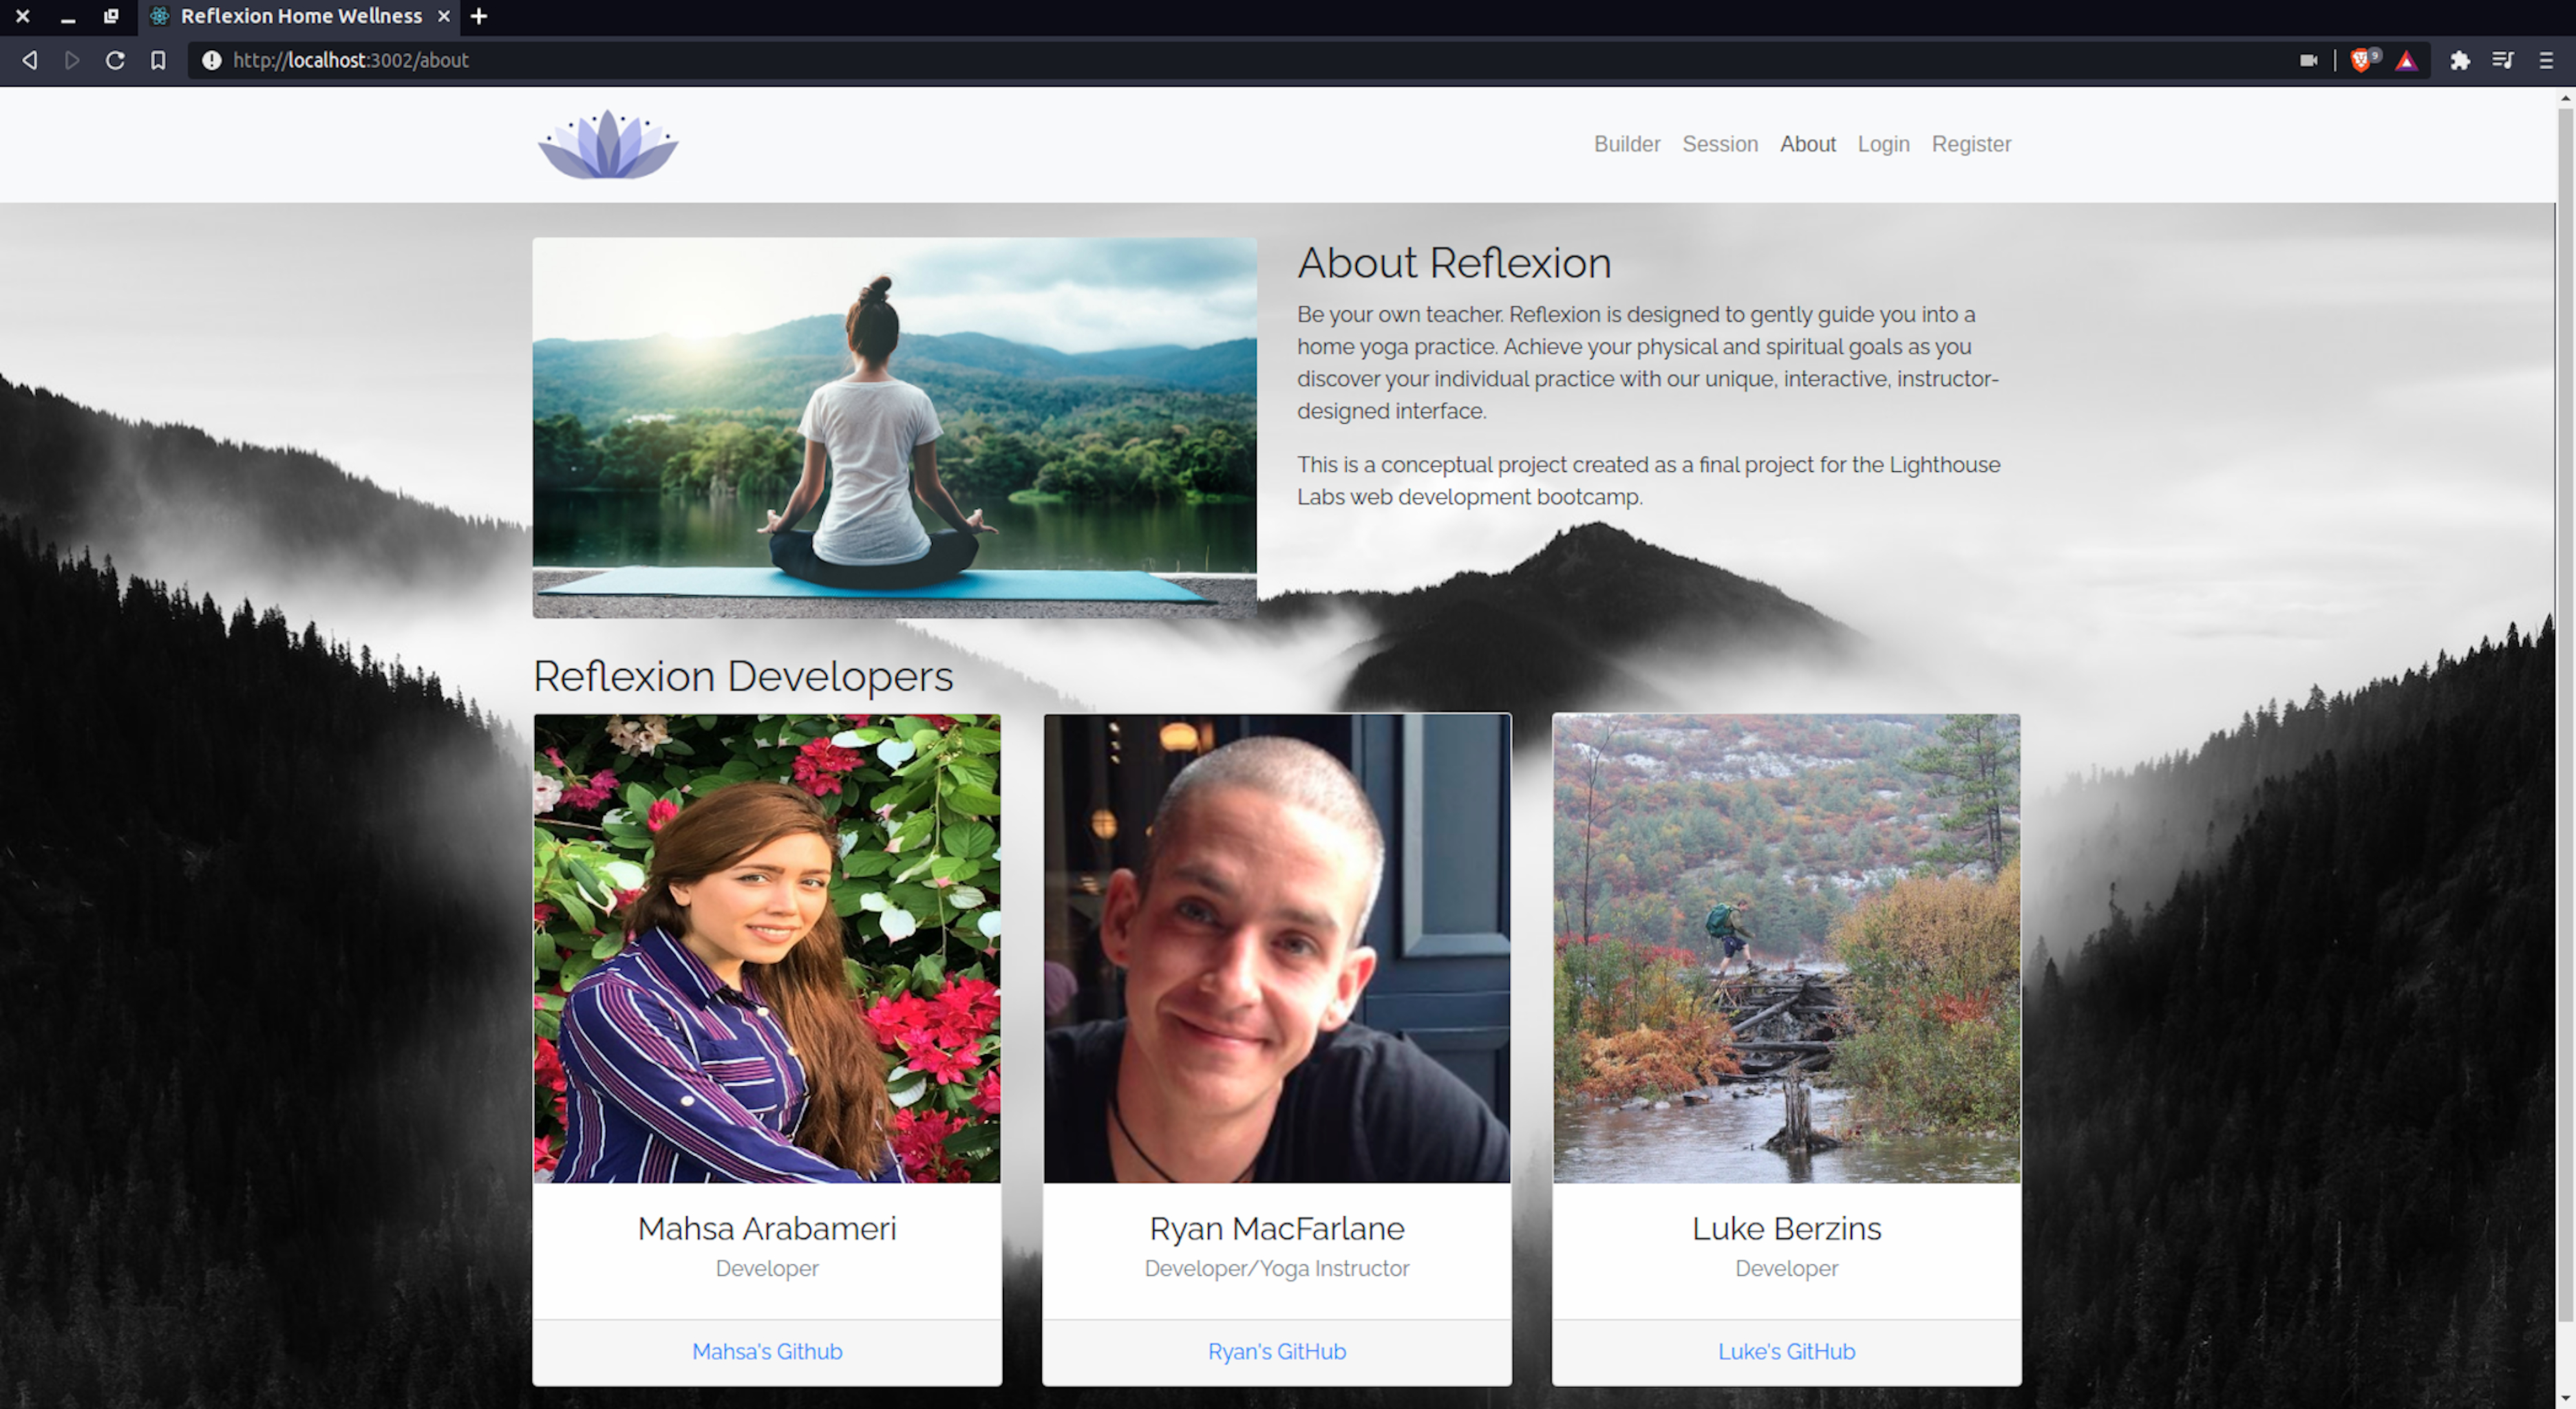 Reflexion Home Wellness
http://localhost:3002/about
9
Builder Session About Login Register
About Reflexion
Be your own teacher. Reflexion is designed to gently guide you into a
home yoga practice. Achieve your physical and spiritual goals as you
discover your individual practice with our unique, interactive, instructor-
designed interface.
This is a conceptual project created as a final project for the Lighthouse
Labs web development bootcamp.
Reflexion Developers
Mahsa Arabameri
Developer
Mahsa's Github
Ryan MacFarlane
Developer/Yoga Instructor
Ryan's GitHub
Luke Berzins
Developer
Luke's GitHub